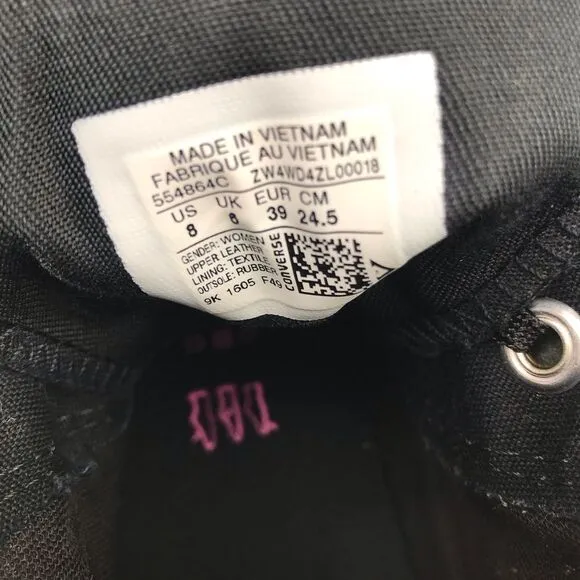 MADE IN VIETNAM
FABRIQUE AU VIETNAM
554864C ZW4WD4ZL00018
US UK EUR CM
8 6 39 24.5
GENDER: WOMEN
UPPER LEATHER
LINING: TEXTILE
OUTSOLE: RUBBER
CONVERSE
9K 1605 F49